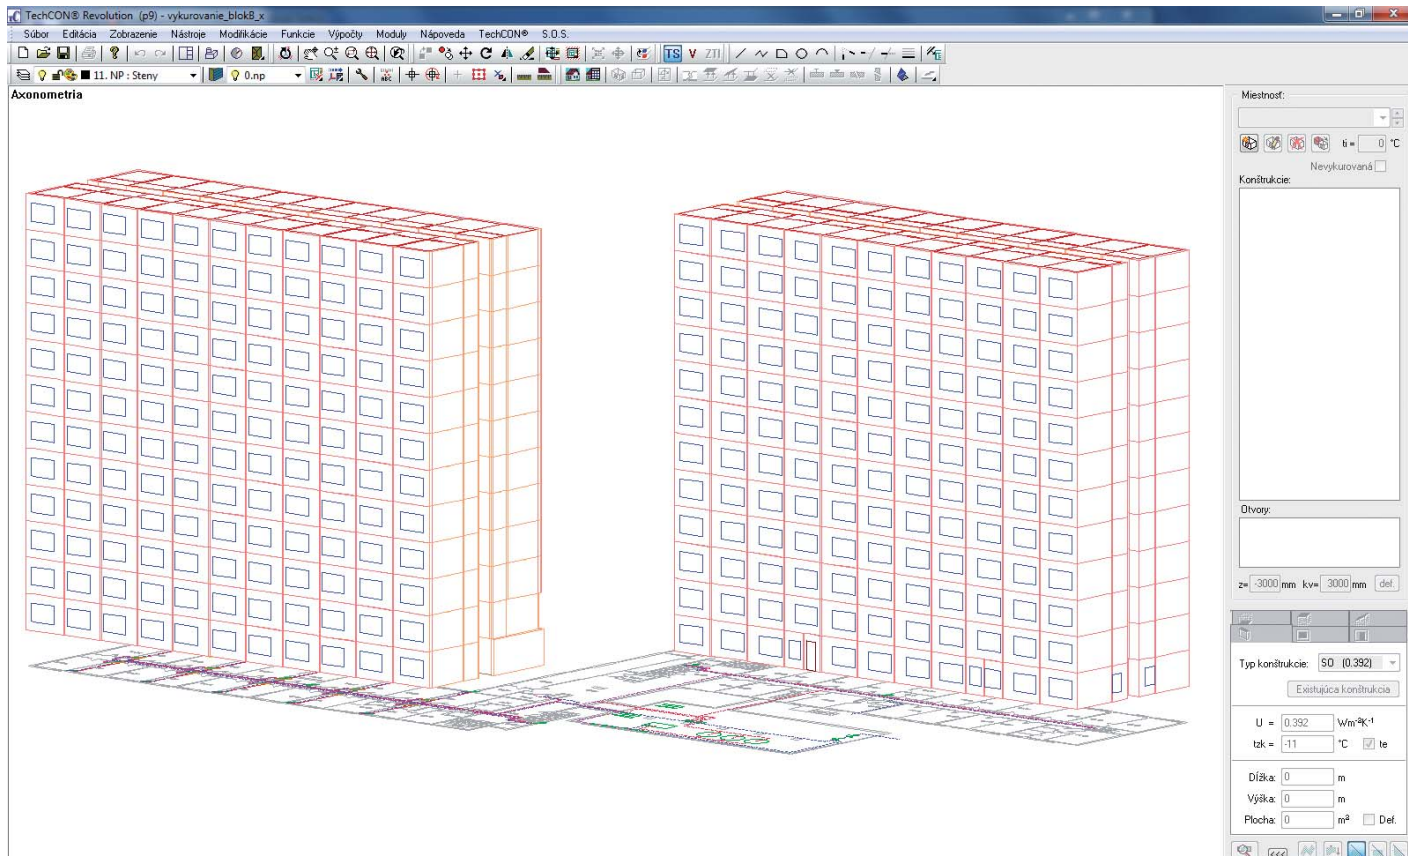 TechCON® Revolution (p9) - vykurovanie_blokB_x
Súbor Editácia Zobrazenie Nástroje Modifikácie Funkcie Výpočty Moduly Nápoveda TechCON® S.O.S.
TS V ZTI
11. NP : Steny 0.np
Axonometria
Miestnosť:
ti = 0 °C
Nevykurovaná
Konštrukcie:
Otvory:
z= -3000 mm kv= 3000 mm def.
Typ konštrukcie: SO (0.392)
Existujúca konštrukcia
U = 0.392 Wm⁻²K⁻¹
tzk = -11 °C te
Dĺžka: 0 m
Výška: 0 m
Plocha: 0 m² Def.
<<<